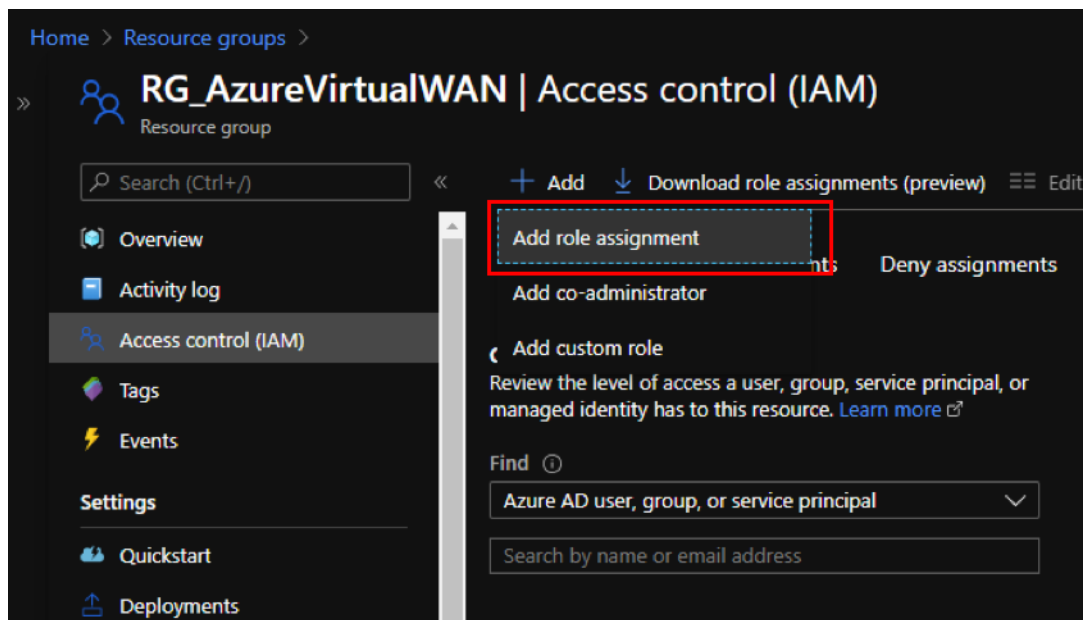 Home > Resource groups >
RG_AzureVirtualWAN | Access control (IAM)
Resource group
Search (Ctrl+/)
Overview
Activity log
Access control (IAM)
Tags
Events
Settings
Quickstart
Deployments
Add Download role assignments (preview) Edit
Add role assignment
nts Deny assignments
Add co-administrator
Add custom role
Review the level of access a user, group, service principal, or
managed identity has to this resource. Learn more
Find
Azure AD user, group, or service principal
Search by name or email address